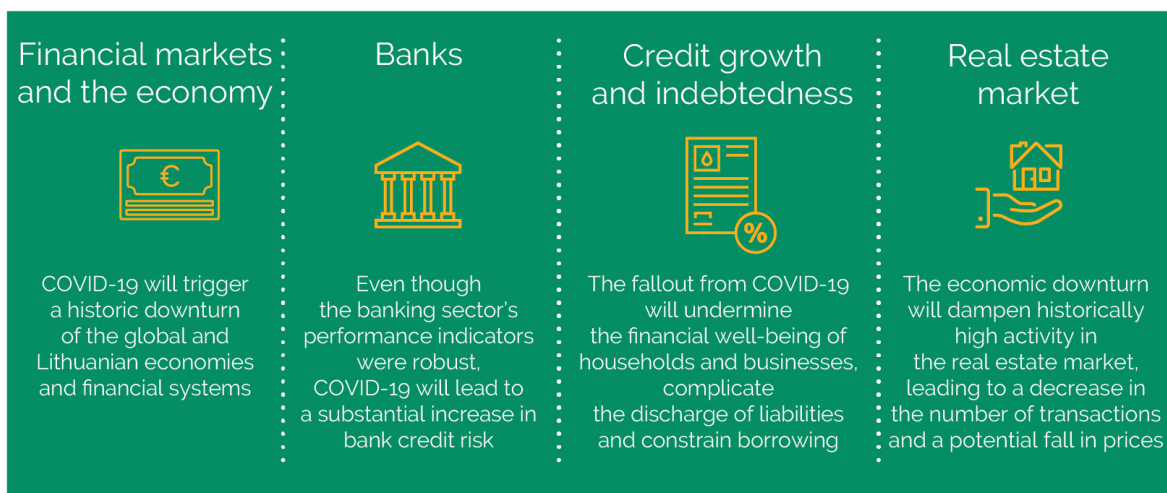 Financial markets
and the economy
€
COVID-19 will trigger
a historic downturn
of the global and
Lithuanian economies
and financial systems
Banks
Even though
the banking sector's
performance indicators
were robust,
COVID-19 will lead to
a substantial increase in
bank credit risk
Credit growth
and indebtedness
%
The fallout from COVID-19
will undermine
the financial well-being of
households and businesses,
complicate
the discharge of liabilities
and constrain borrowing
Real estate
market
The economic downturn
will dampen historically
high activity in
the real estate market,
leading to a decrease in
the number of transactions
and a potential fall in prices